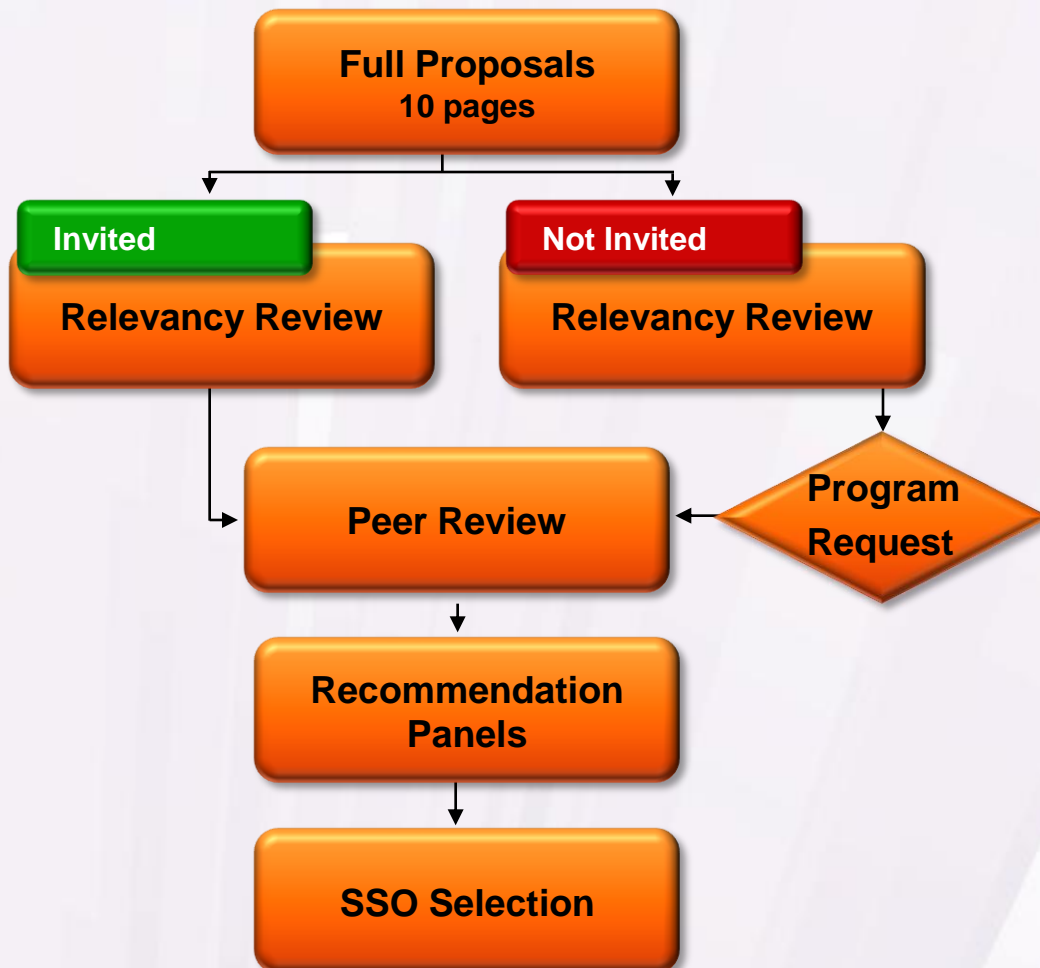 Full Proposals
10 pages
Invited
Not Invited
Relevancy Review
Relevancy Review
Program
Request
Peer Review
Recommendation
Panels
SSO Selection